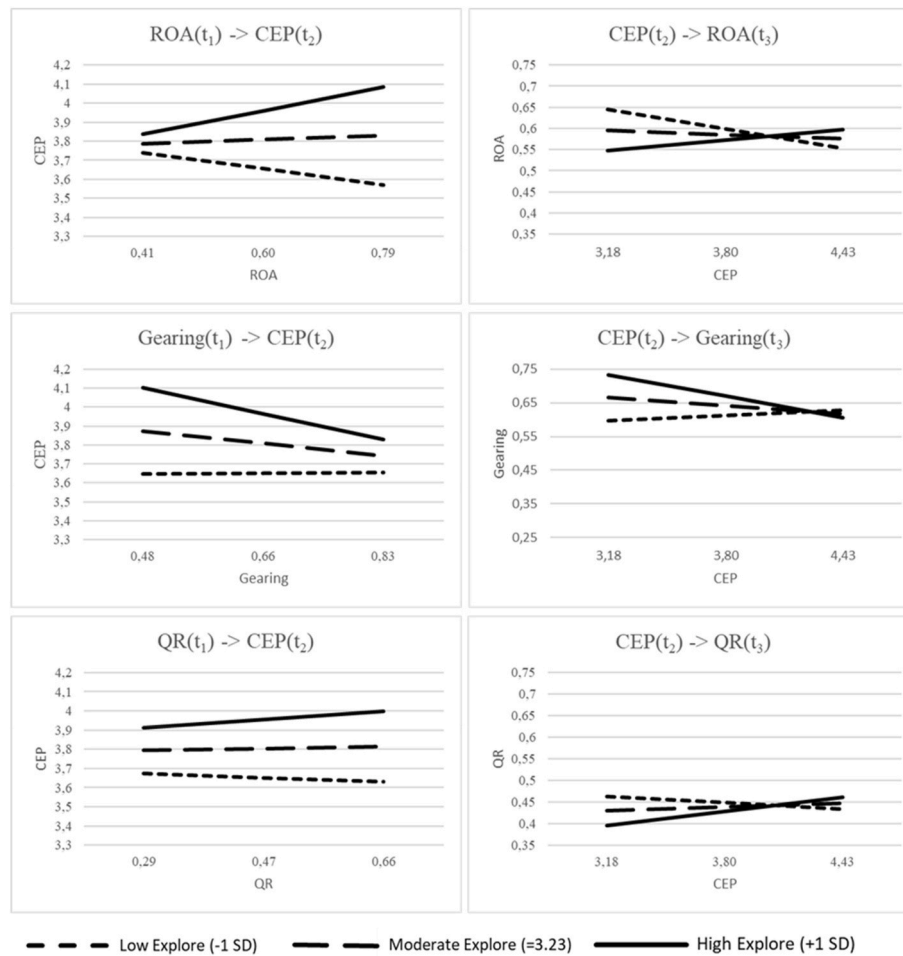 ROA(t₁) -> CEP(t₂)
4,2
4,1
4
3,9
3,8
3,7
3,6
3,5
3,4
3,3
CEP
0,41 0,60 0,79
ROA
CEP(t₂) -> ROA(t₃)
0,75
0,7
0,65
0,6
0,55
0,5
0,45
0,4
0,35
ROA
3,18 3,80 4,43
CEP
Gearing(t₁) -> CEP(t₂)
4,2
4,1
4
3,9
3,8
3,7
3,6
3,5
3,4
3,3
CEP
0,48 0,66 0,83
Gearing
CEP(t₂) -> Gearing(t₃)
0,75
0,65
0,55
0,45
0,35
0,25
Gearing
3,18 3,80 4,43
CEP
QR(t₁) -> CEP(t₂)
4,2
4,1
4
3,9
3,8
3,7
3,6
3,5
3,4
3,3
CEP
0,29 0,47 0,66
QR
CEP(t₂) -> QR(t₃)
0,75
0,7
0,65
0,6
0,55
0,5
0,45
0,4
0,35
QR
3,18 3,80 4,43
CEP
Low Explore (-1 SD) Moderate Explore (=3.23) High Explore (+1 SD)